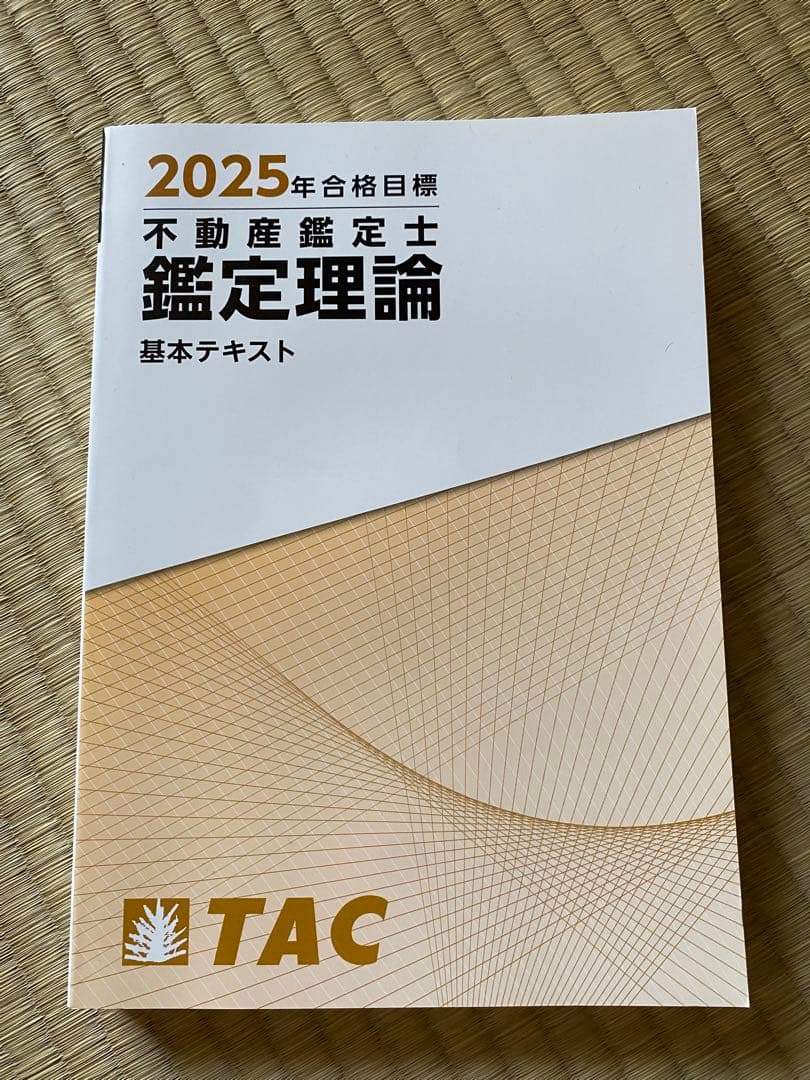 2025年合格目標
不動産鑑定士
鑑定理論
基本テキスト
TAC